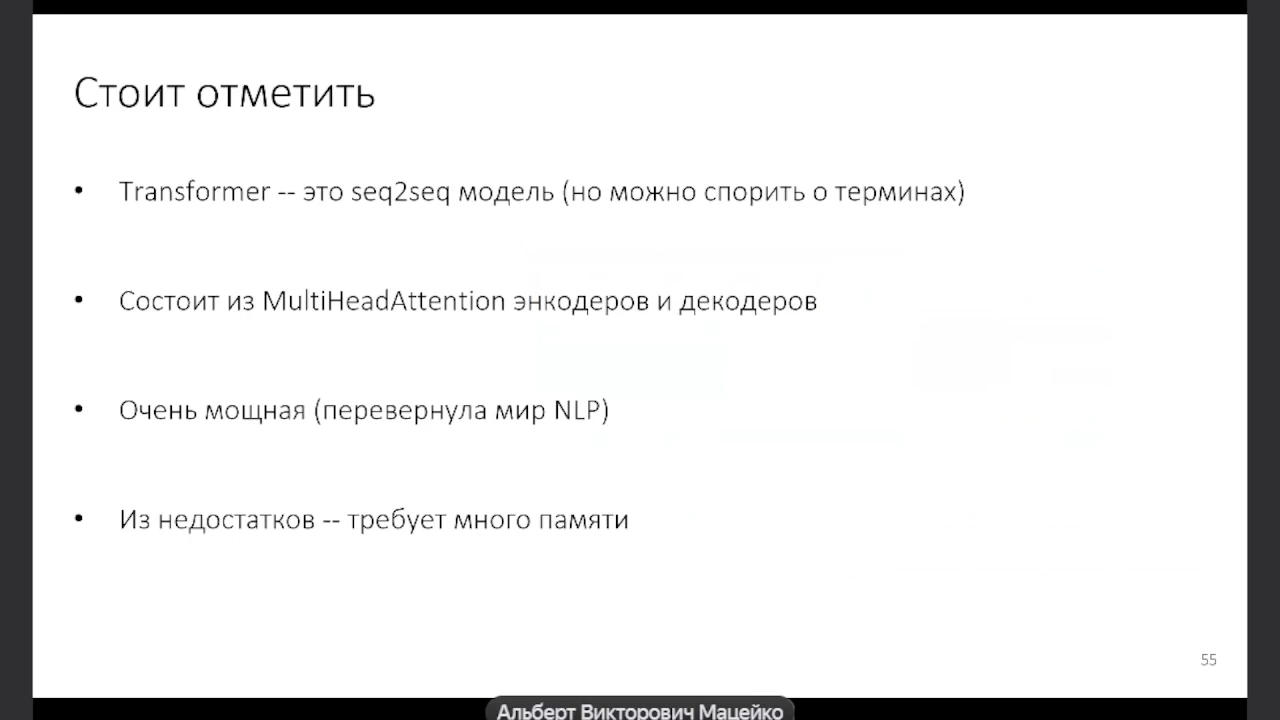 Стоит отметить
• Transformer -- это seq2seq модель (но можно спорить о терминах)
• Состоит из MultiHeadAttention энкодеров и декодеров
• Очень мощная (перевернула мир NLP)
• Из недостатков -- требует много памяти
55
Альберт Викторович Мацейко